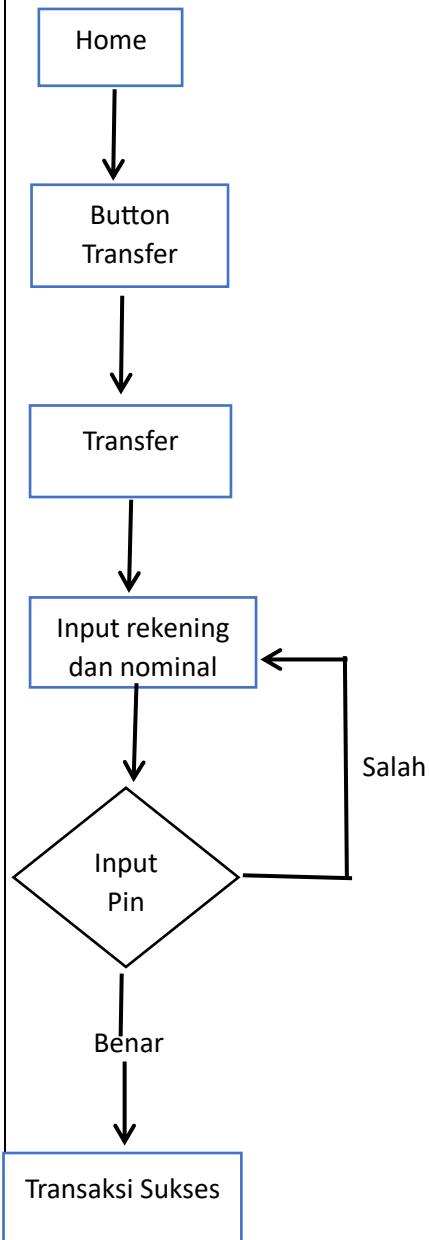 Home
Button
Transfer
Transfer
Input rekening
dan nominal
Salah
Input
Pin
Benar
Transaksi Sukses